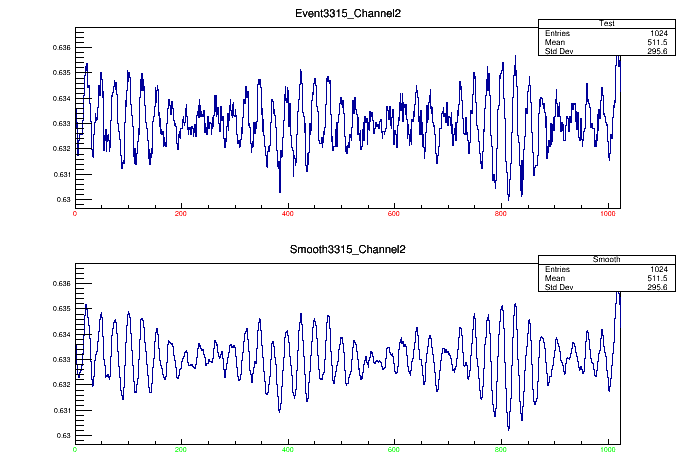 Event3315_Channel2
Test
Entries 1024
Mean 511.5
Std Dev 295.6
0.636
0.635
0.634
0.633
0.632
0.631
0.63
0 200 400 600 800 1000
Smooth3315_Channel2
Smooth
Entries 1024
Mean 511.5
Std Dev 295.6
0.636
0.635
0.634
0.633
0.632
0.631
0.63
0 200 400 600 800 1000